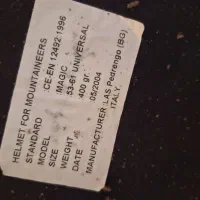 HELMET FOR MOUNTAINEERS
STANDARD :CE-EN 12492:1996
MODEL :MAGIC
SIZE :53-61 UNIVERSAL
WEIGHT :400 gr.
DATE :05/2004
MANUFACTURER :LAS Pedrengo (BG)
ITALY.